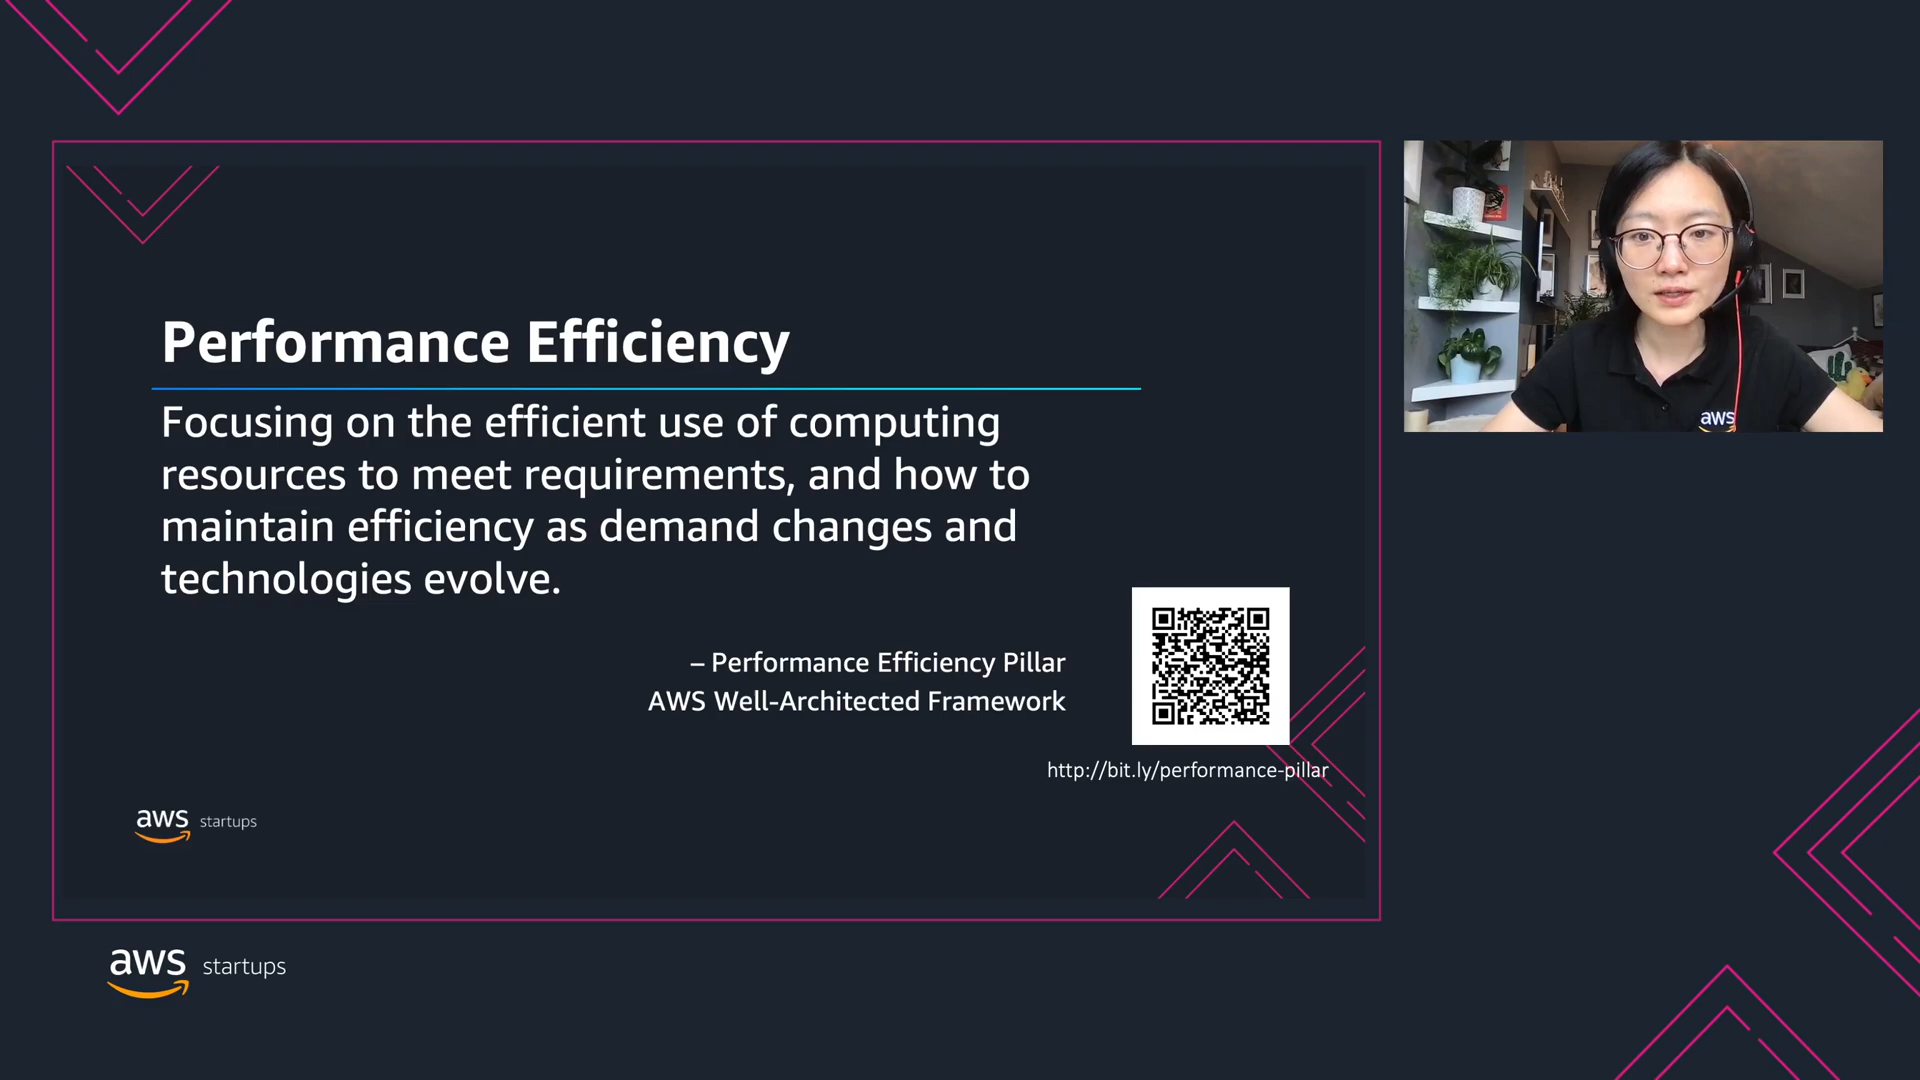 Performance Efficiency
Focusing on the efficient use of computing
resources to meet requirements, and how to
maintain efficiency as demand changes and
technologies evolve.
– Performance Efficiency Pillar
AWS Well-Architected Framework
http://bit.ly/performance-pillar
aws startups
aws startups
aws